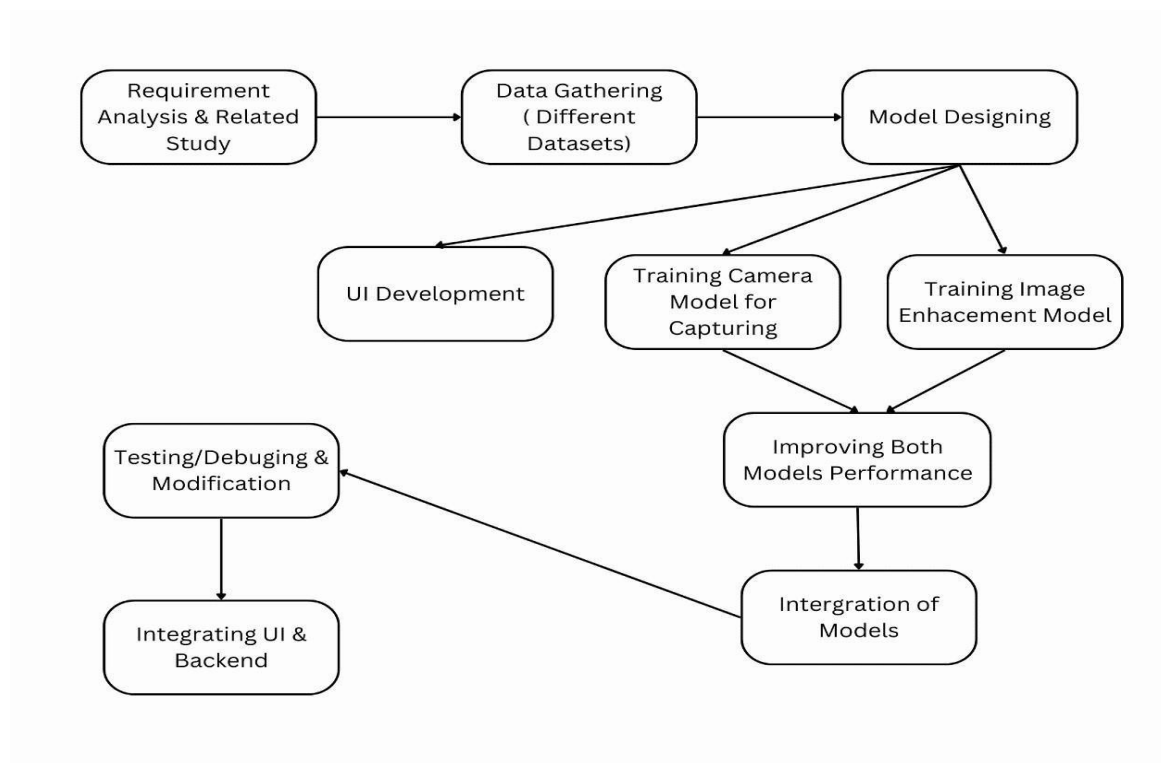 Requirement
Analysis & Related
Study
Data Gathering
( Different
Datasets)
Model Designing
UI Development
Training Camera
Model for
Capturing
Training Image
Enhacement Model
Improving Both
Models Performance
Testing/Debuging &
Modification
Intergration of
Models
Integrating UI &
Backend